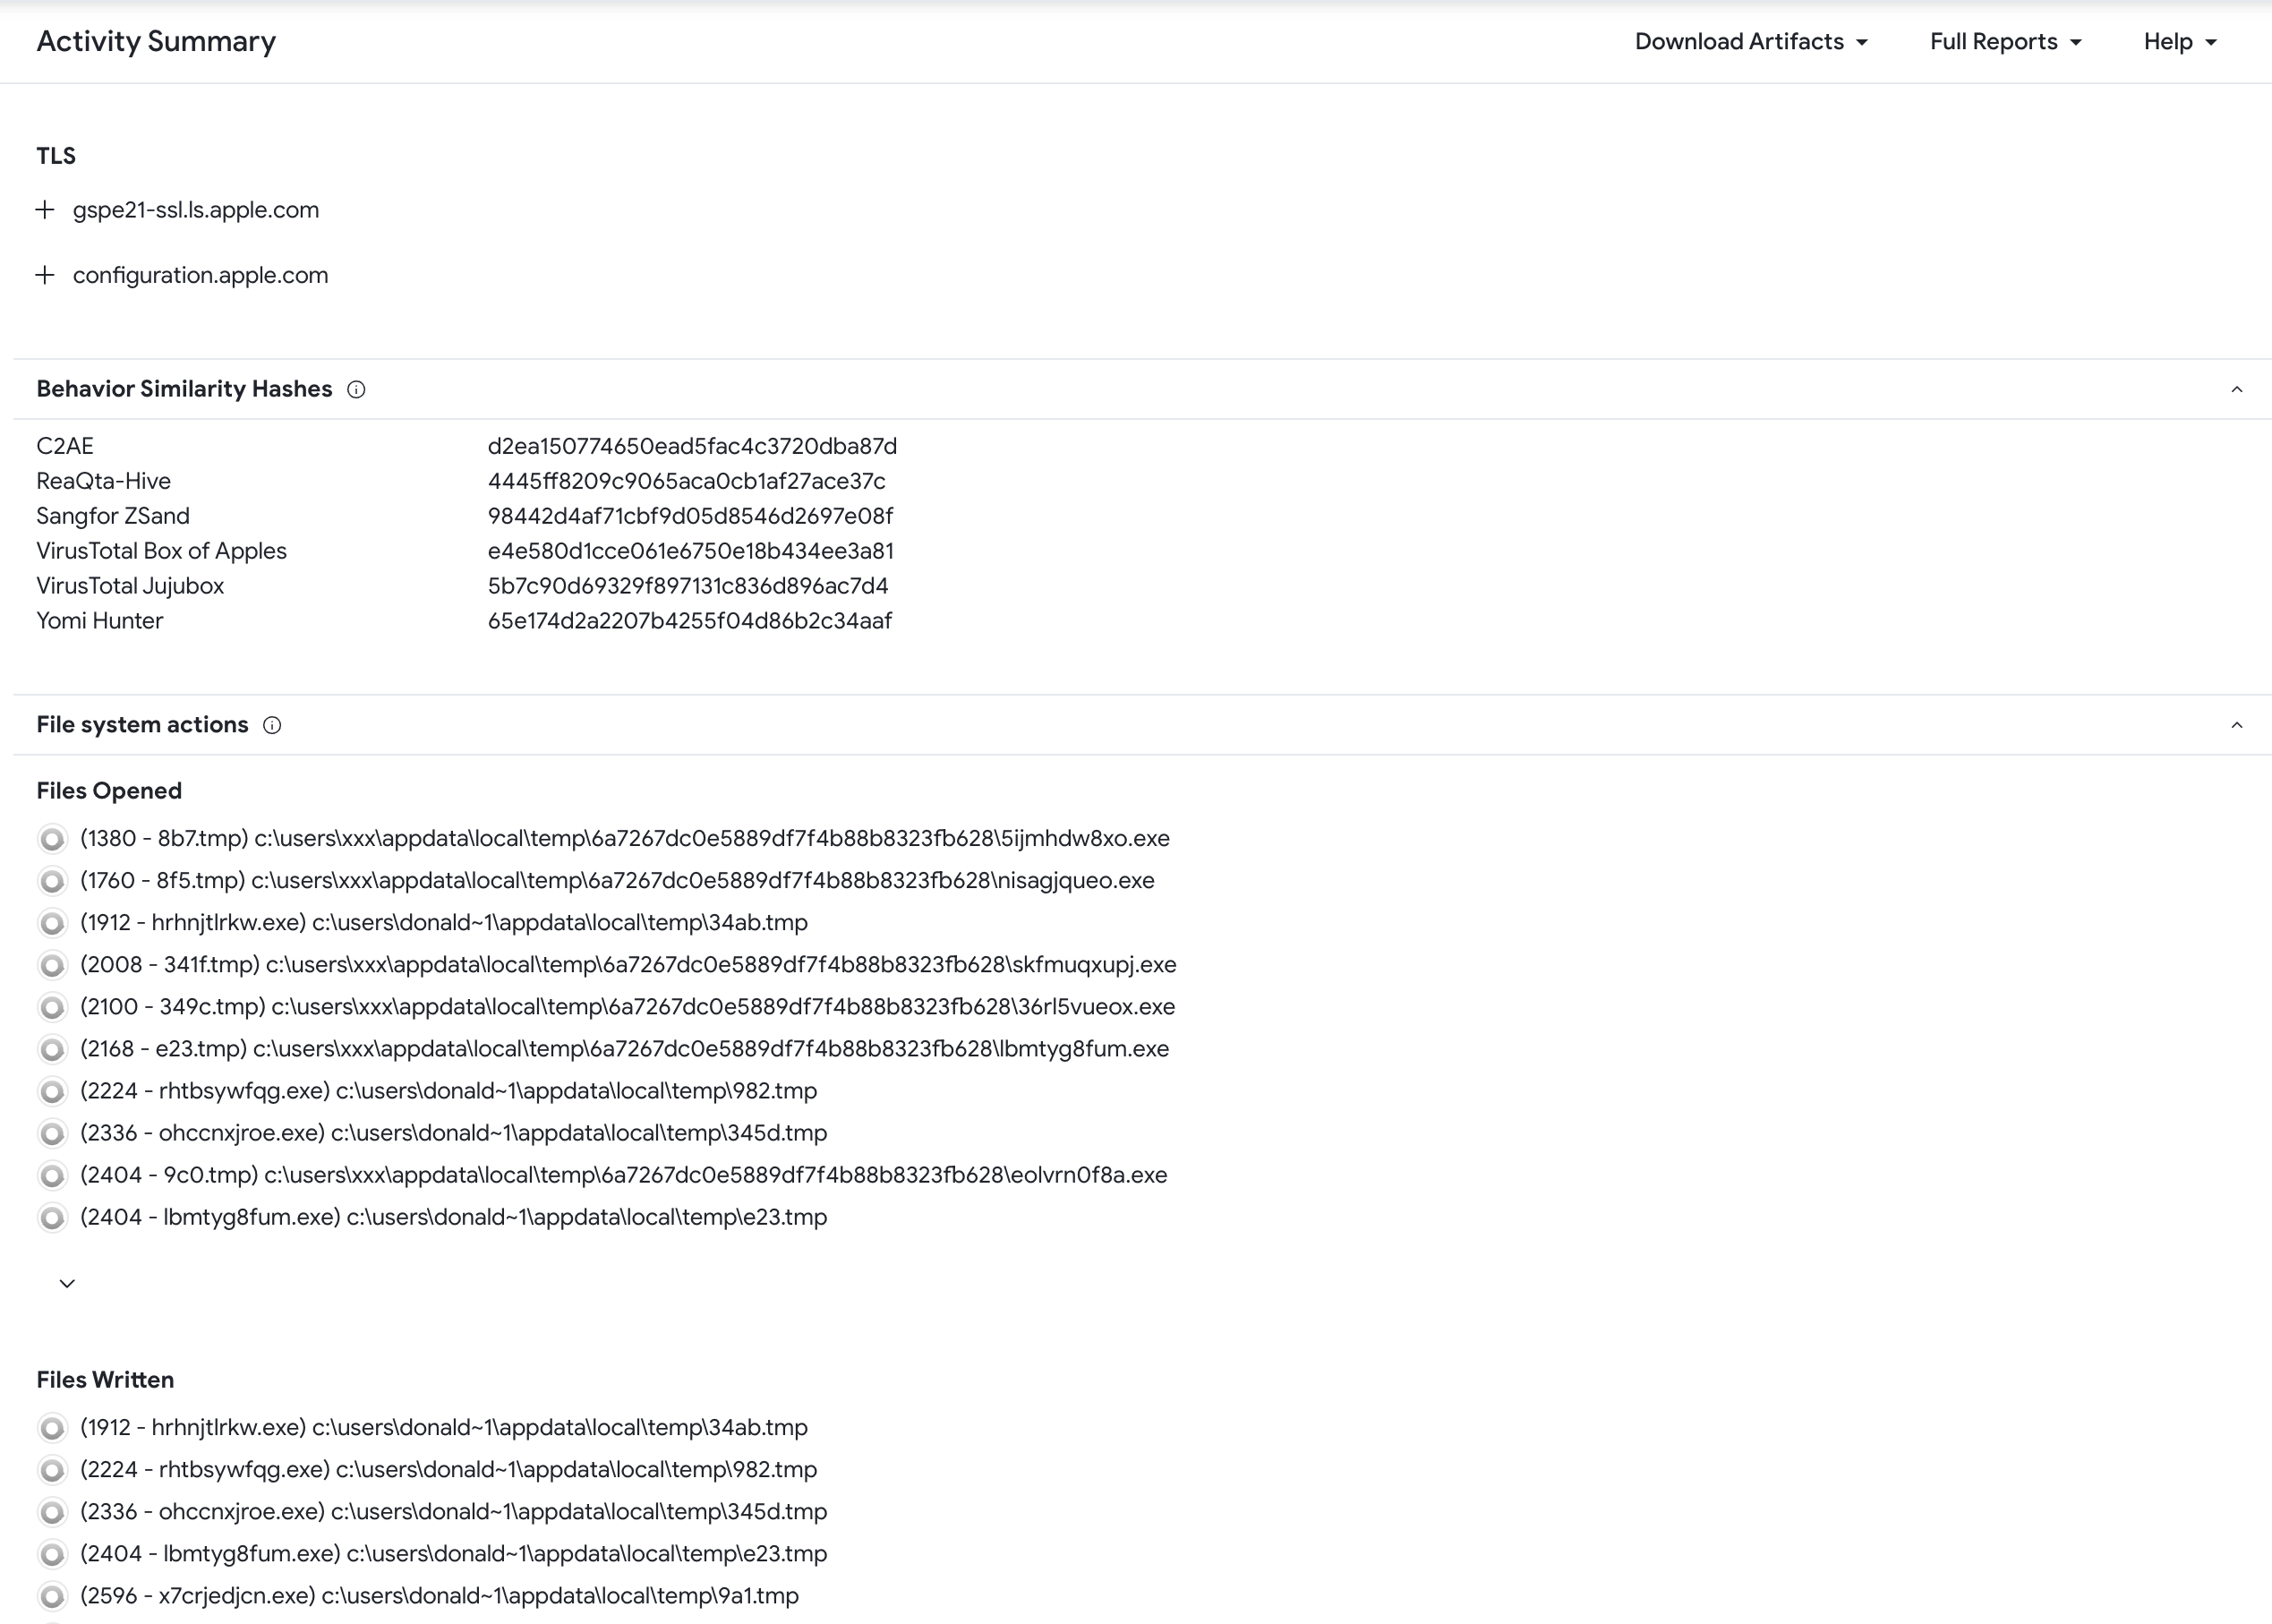 Activity Summary
Download Artifacts
Full Reports
Help
TLS
gspe21-ssl.ls.apple.com
configuration.apple.com
Behavior Similarity Hashes
C2AE d2ea150774650ead5fac4c3720dba87d
ReaQta-Hive 4445ff8209c9065aca0cb1af27ace37c
Sangfor ZSand 98442d4af71cbf9d05d8546d2697e08f
VirusTotal Box of Apples e4e580d1cce061e6750e18b434ee3a81
VirusTotal Jujubox 5b7c90d69329f897131c836d896ac7d4
Yomi Hunter 65e174d2a2207b4255f04d86b2c34aaf
File system actions
Files Opened
(1380 - 8b7.tmp) c:\users\xxx\appdata\local\temp\6a7267dc0e5889df7f4b88b8323fb628\5ijmhdw8xo.exe
(1760 - 8f5.tmp) c:\users\xxx\appdata\local\temp\6a7267dc0e5889df7f4b88b8323fb628\nisagjqueo.exe
(1912 - hrhnjtlrkw.exe) c:\users\donald~1\appdata\local\temp\34ab.tmp
(2008 - 341f.tmp) c:\users\xxx\appdata\local\temp\6a7267dc0e5889df7f4b88b8323fb628\skfmuqxupj.exe
(2100 - 349c.tmp) c:\users\xxx\appdata\local\temp\6a7267dc0e5889df7f4b88b8323fb628\36rl5vueox.exe
(2168 - e23.tmp) c:\users\xxx\appdata\local\temp\6a7267dc0e5889df7f4b88b8323fb628\lbmtyg8fum.exe
(2224 - rhtbsywfqg.exe) c:\users\donald~1\appdata\local\temp\982.tmp
(2336 - ohccnxjroe.exe) c:\users\donald~1\appdata\local\temp\345d.tmp
(2404 - 9c0.tmp) c:\users\xxx\appdata\local\temp\6a7267dc0e5889df7f4b88b8323fb628\eolvrn0f8a.exe
(2404 - lbmtyg8fum.exe) c:\users\donald~1\appdata\local\temp\e23.tmp
Files Written
(1912 - hrhnjtlrkw.exe) c:\users\donald~1\appdata\local\temp\34ab.tmp
(2224 - rhtbsywfqg.exe) c:\users\donald~1\appdata\local\temp\982.tmp
(2336 - ohccnxjroe.exe) c:\users\donald~1\appdata\local\temp\345d.tmp
(2404 - lbmtyg8fum.exe) c:\users\donald~1\appdata\local\temp\e23.tmp
(2596 - x7crjedjcn.exe) c:\users\donald~1\appdata\local\temp\9a1.tmp